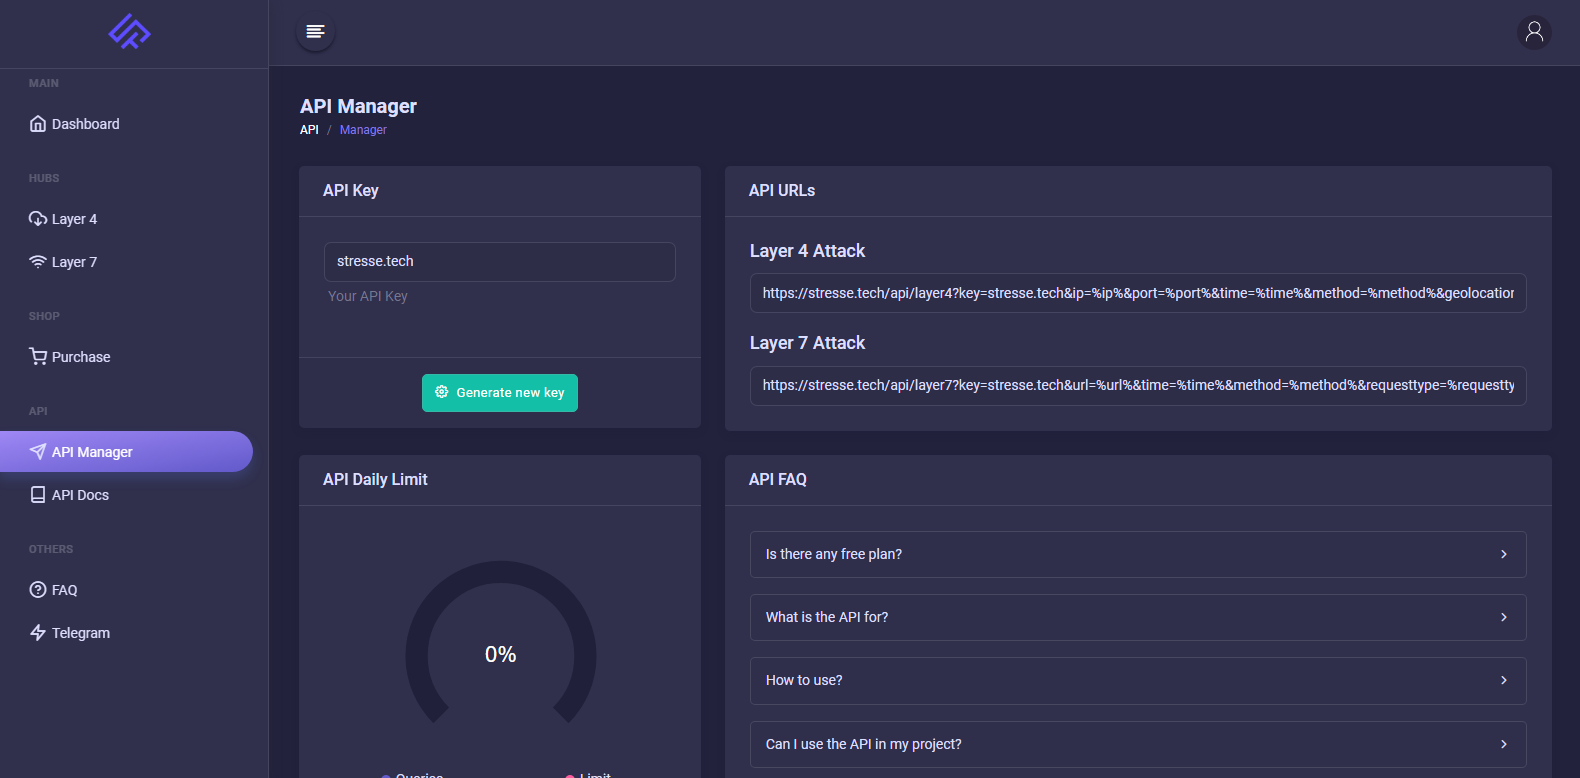 MAIN
Dashboard
HUBS
Layer 4
Layer 7
SHOP
Purchase
API
API Manager
API Docs
OTHERS
FAQ
Telegram
API Manager
API / Manager
API Key
stresse.tech
Your API Key
Generate new key
API URLs
Layer 4 Attack
https://stresse.tech/api/layer4?key=stresse.tech&ip=%ip%&port=%port%&time=%time%&method=%method%&geolocation
Layer 7 Attack
https://stresse.tech/api/layer7?key=stresse.tech&url=%url%&time=%time%&method=%method%&requesttype=%requestty
API Daily Limit
0%
Queries
Limit
API FAQ
Is there any free plan?
What is the API for?
How to use?
Can I use the API in my project?